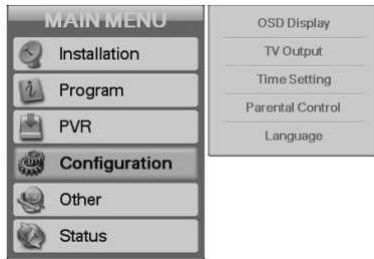 MAIN MENU
Installation
Program
PVR
Configuration
Other
Status
OSD Display
TV Output
Time Setting
Parental Control
Language